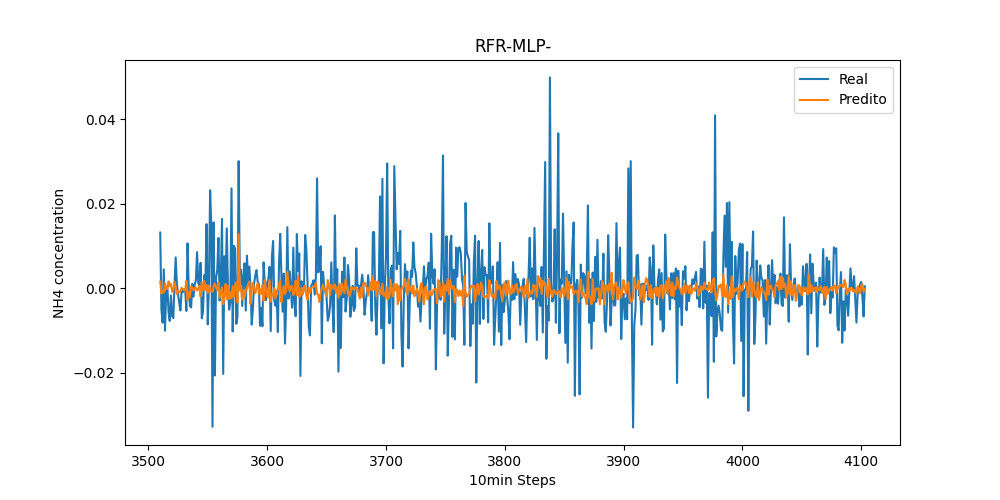 RFR-MLP-
Real
Predito
NH4 concentration
0.04
0.02
0.00
−0.02
3500 3600 3700 3800 3900 4000 4100
10min Steps